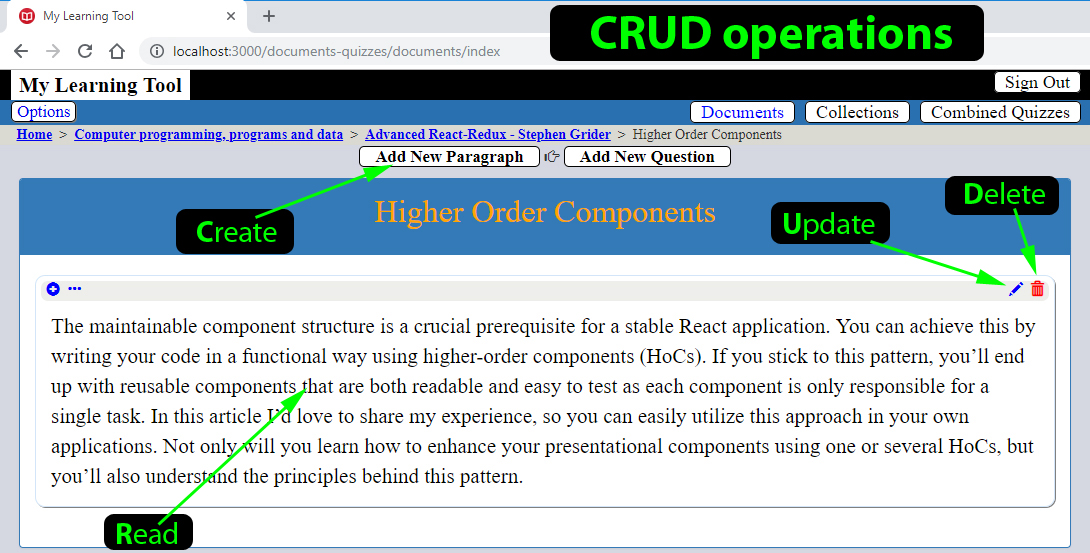 My Learning Tool
CRUD operations
localhost:3000/documents-quizzes/documents/index
My Learning Tool
Sign Out
Options
Documents
Collections
Combined Quizzes
Home > Computer programming, programs and data > Advanced React-Redux - Stephen Grider > Higher Order Components
Add New Paragraph
Add New Question
Delete
Create
Higher Order Components
Update
The maintainable component structure is a crucial prerequisite for a stable React application. You can achieve this by
writing your code in a functional way using higher-order components (HoCs). If you stick to this pattern, you’ll end
up with reusable components that are both readable and easy to test as each component is only responsible for a
single task. In this article I’d love to share my experience, so you can easily utilize this approach in your own
applications. Not only will you learn how to enhance your presentational components using one or several HoCs, but
you’ll also understand the principles behind this pattern.
Read